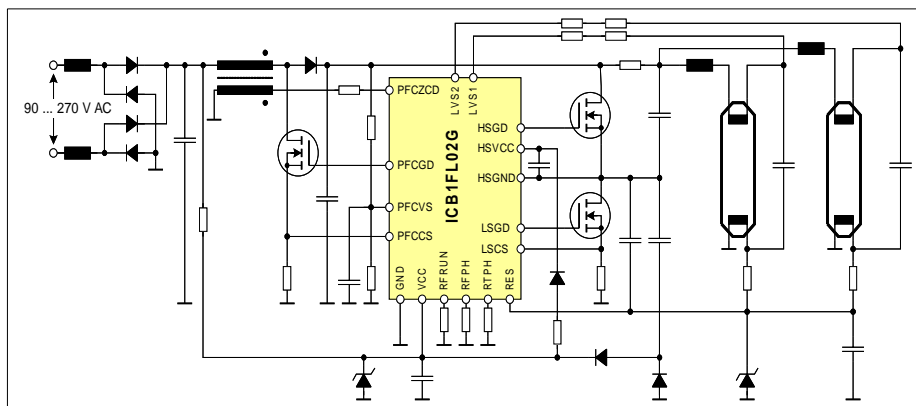 90 ... 270 V AC
LVS2
LVS1
PFCZCD
HSGD
HSVCC
PFCGD
HSGND
ICB1FL02G
PFCVS
LSGD
PFCCS
LSCS
GND
VCC
RFRUN
RFPH
RTPH
RES